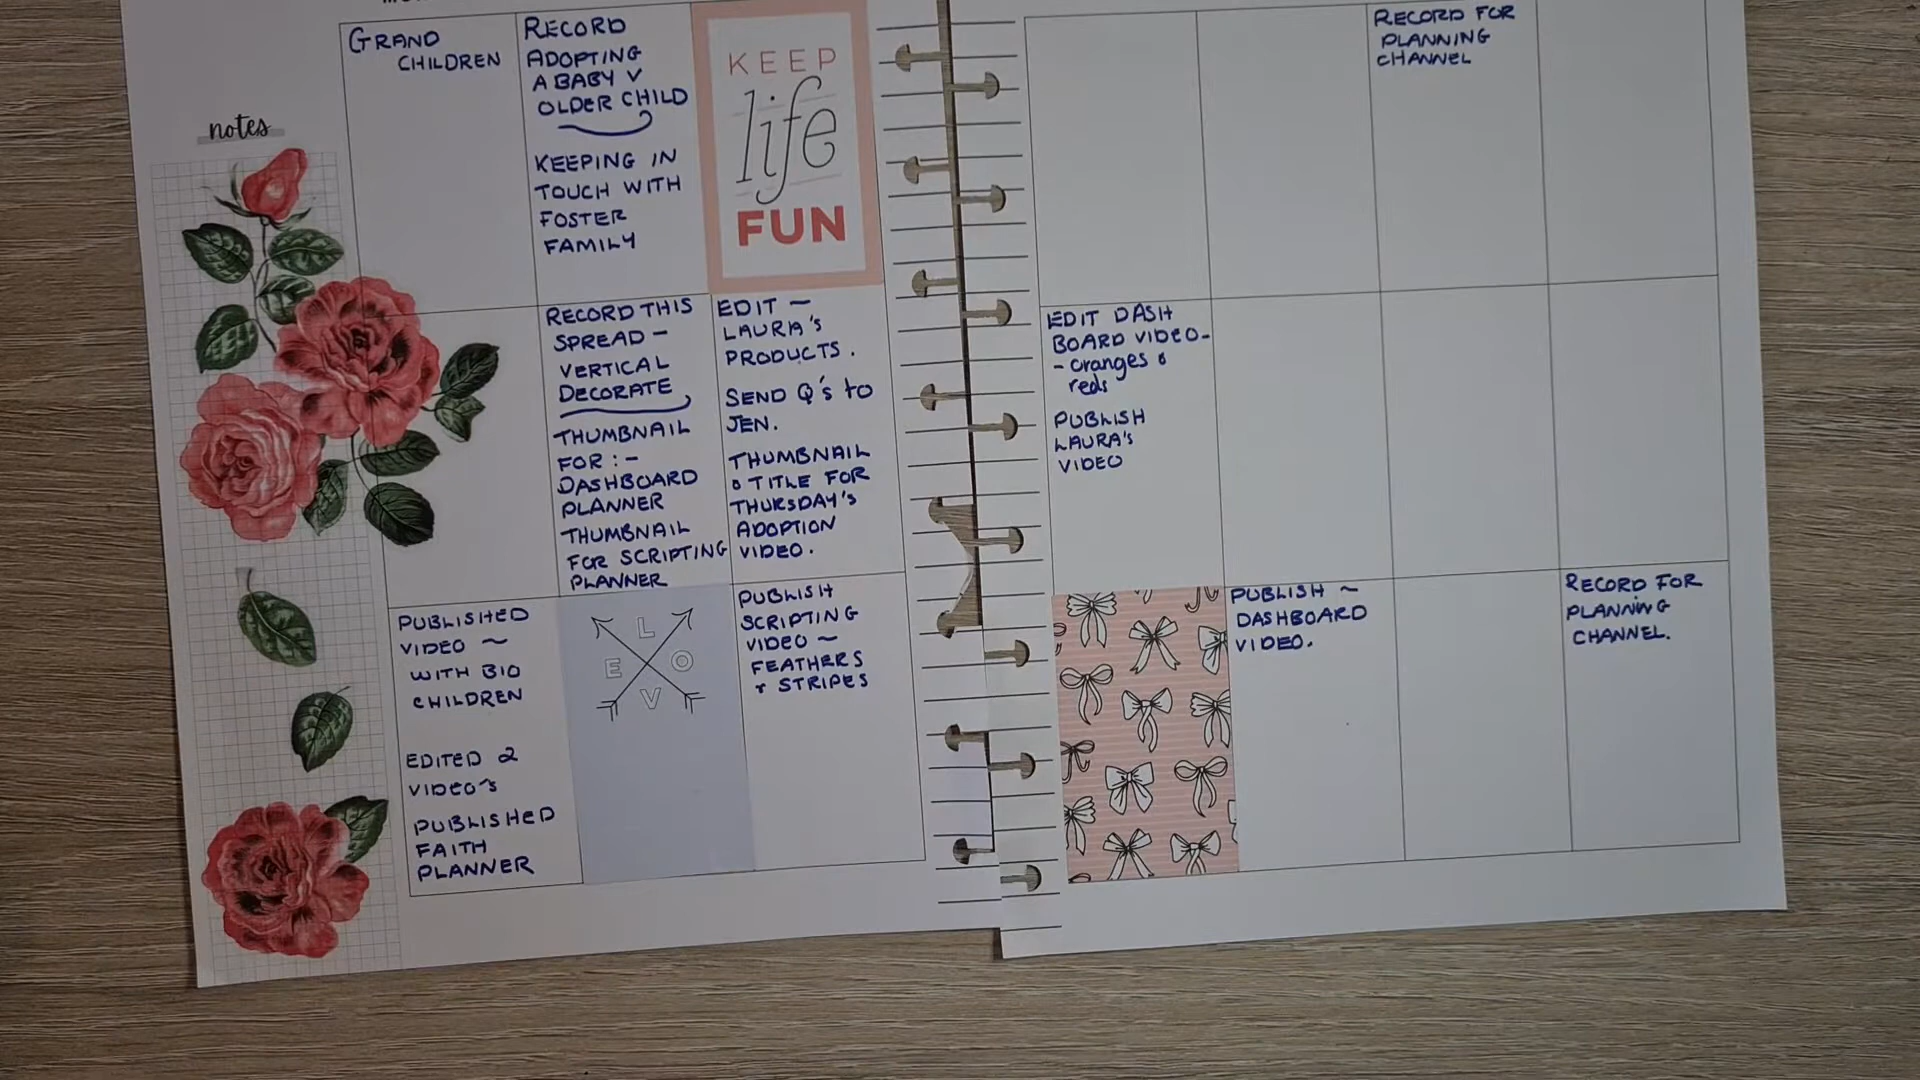 notes
GRAND
CHILDREN
RECORD
ADOPTING
A BABY V
OLDER CHILD
KEEPING IN
TOUCH WITH
FOSTER
FAMILY
KEEP
life
FUN
RECORD FOR
PLANNING
CHANNEL
RECORD THIS
SPREAD -
VERTICAL
DECORATE
THUMBNAIL
FOR :-
DASHBOARD
PLANNER
THUMBNAIL
FOR SCRIPTING
PLANNER
EDIT ~
LAURA'S
PRODUCTS.
SEND Q'S to
JEN.
THUMBNAIL
& TITLE FOR
THURSDAY'S
ADOPTION
VIDEO.
EDIT DASH
BOARD VIDEO-
- oranges &
reds
PUBLISH
LAURA'S
VIDEO
PUBLISHED
VIDEO ~
WITH BIO
CHILDREN
EDITED 2
VIDEO'S
PUBLISHED
FAITH
PLANNER
L
E O
V
PUBLISH
SCRIPTING
VIDEO ~
FEATHERS
+ STRIPES
PUBLISH ~
DASHBOARD
VIDEO.
RECORD FOR
PLANNING
CHANNEL.